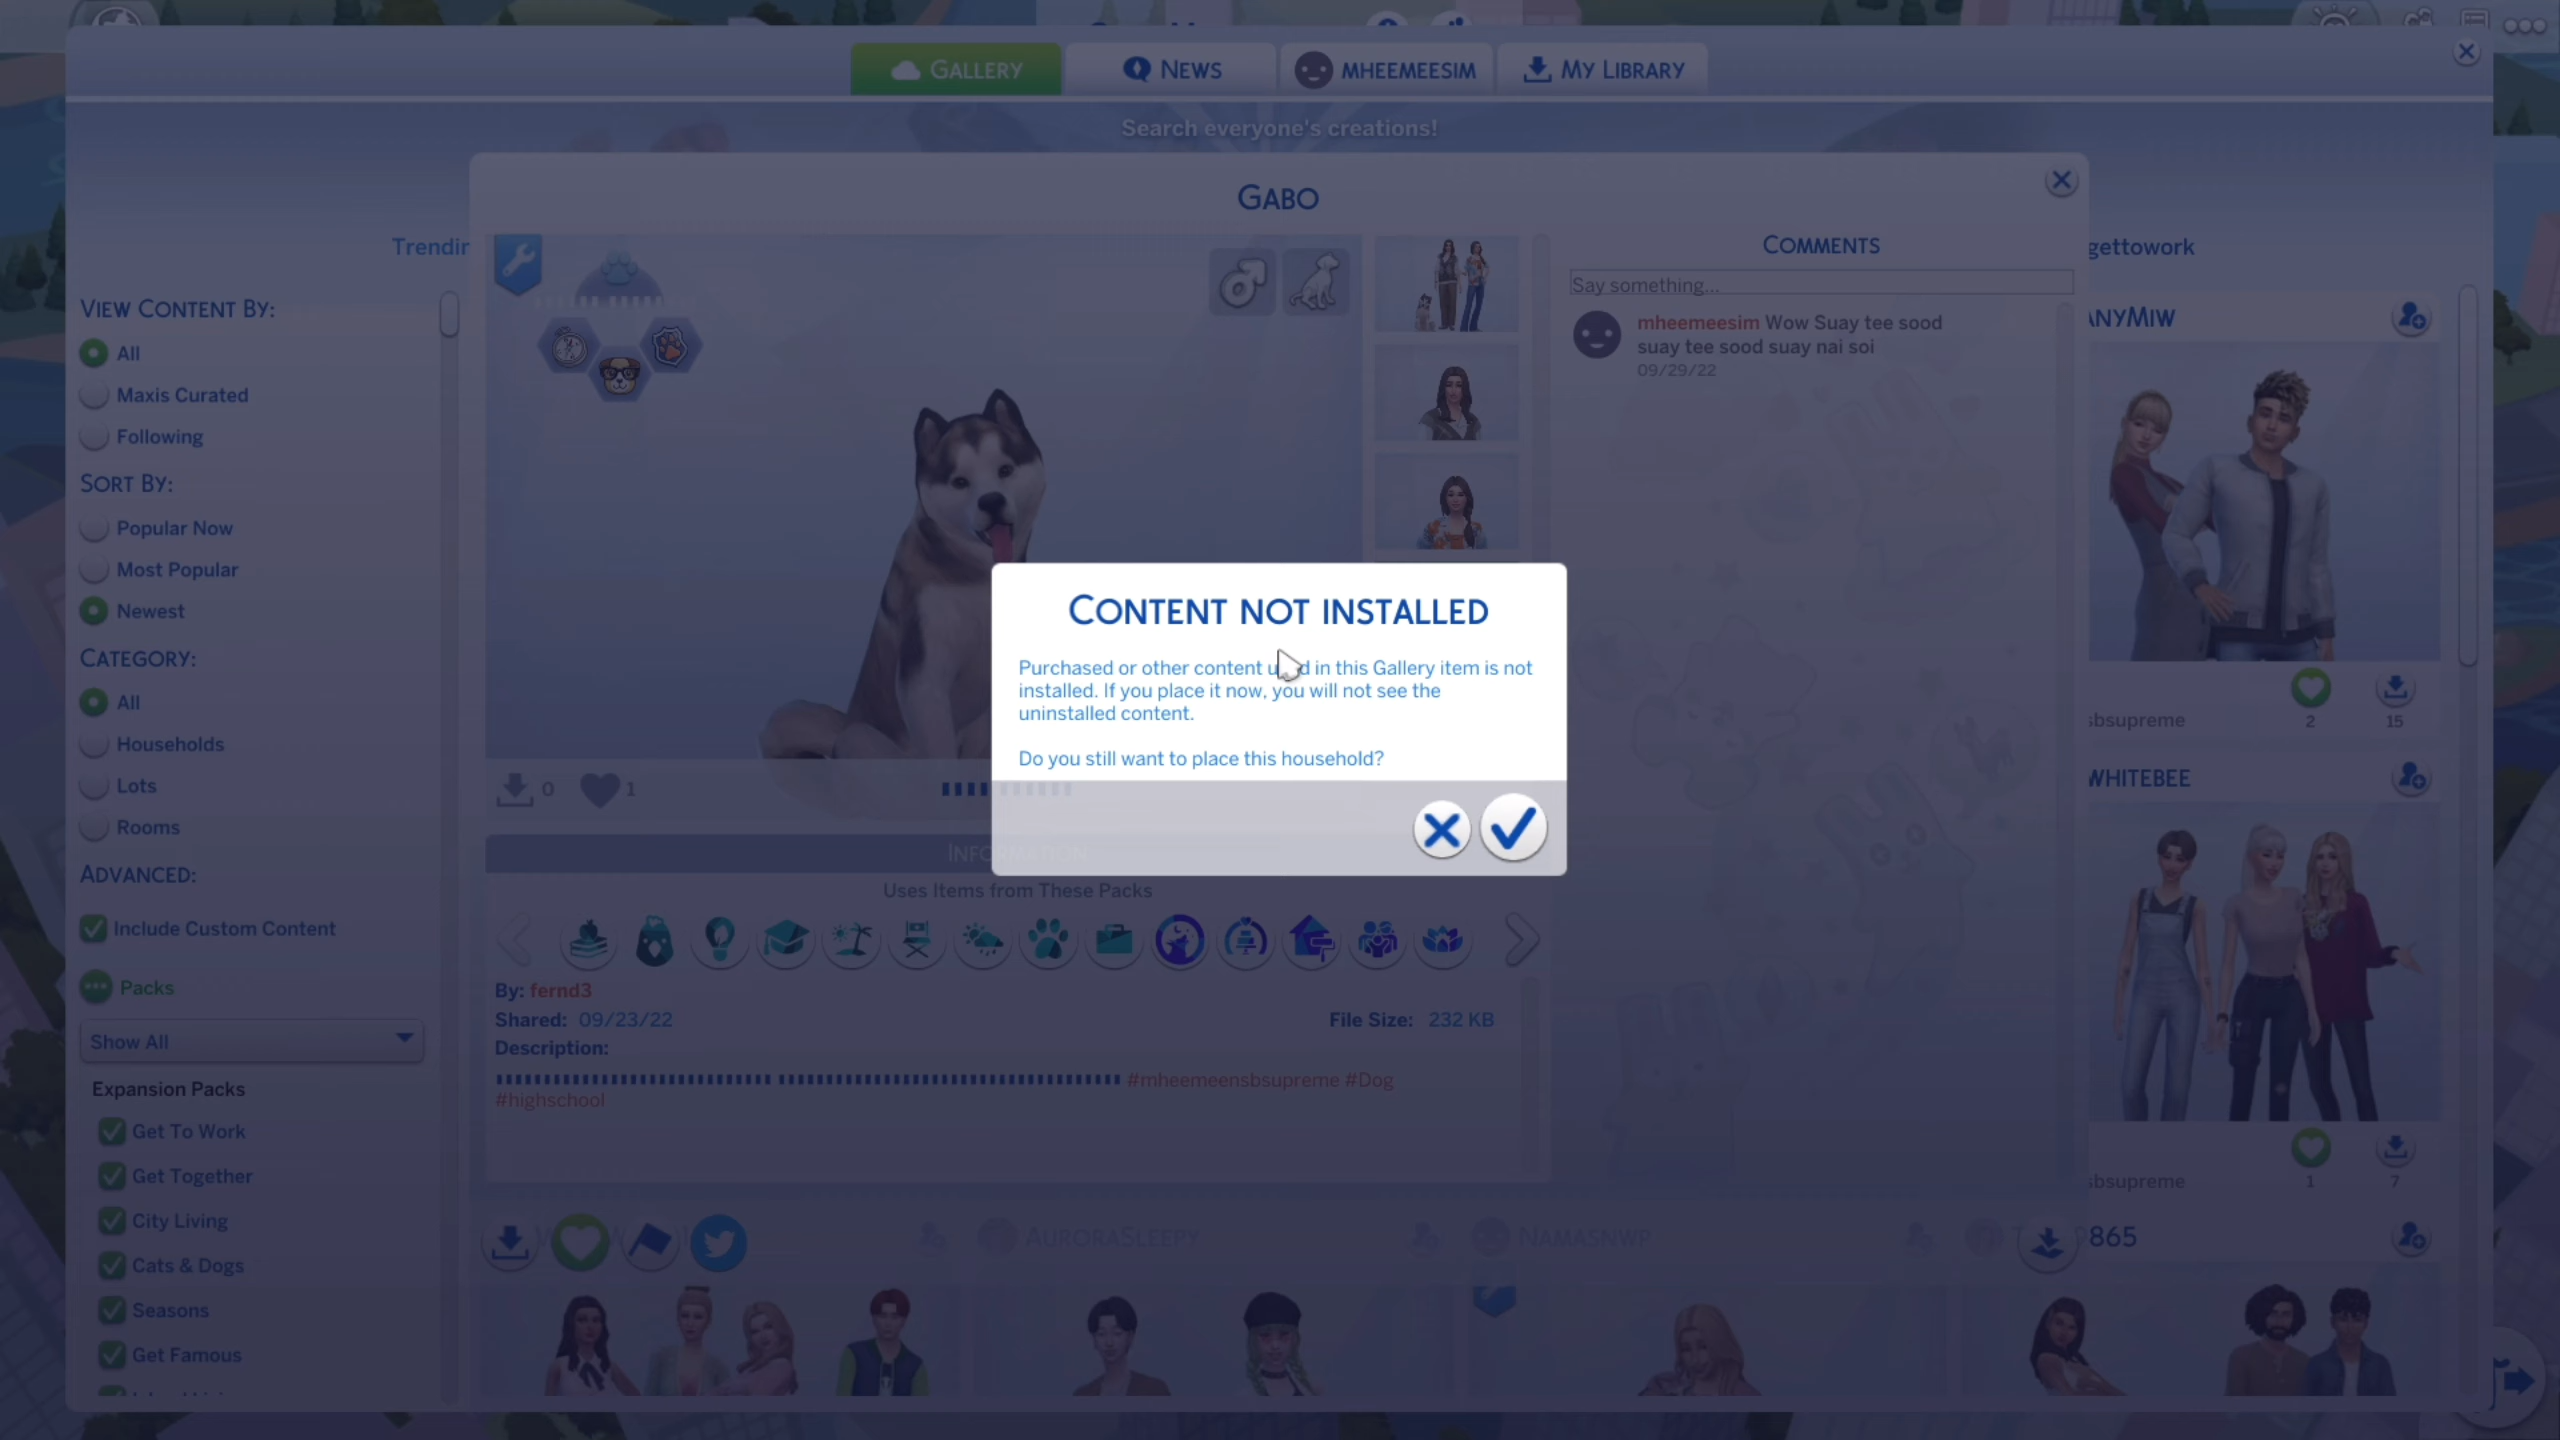 GALLERY
NEWS
MHEEMEESIM
MY LIBRARY
Search everyone's creations!
GABO
gettowork
VIEW CONTENT BY:
All
Maxis Curated
Following
SORT BY:
Popular Now
Most Popular
Newest
CATEGORY:
All
Households
Lots
Rooms
ADVANCED:
Include Custom Content
Packs
Show All
Expansion Packs
Get To Work
Get Together
City Living
Cats & Dogs
Seasons
Get Famous
0
1
COMMENTS
Say something...
mheemeesim Wow Suay tee sood
suay tee sood suay nai soi
09/29/22
CONTENT NOT INSTALLED
Purchased or other content in this Gallery item is not
installed. If you place it now, you will not see the
uninstalled content.
Do you still want to place this household?
INFORMATION
Uses Items from These Packs
By: fernd3
Shared: 09/23/22
File Size: 232 KB
Description:
#mheemeensbsupreme #Dog
#highschool
2
15
WHITEBEE
1
7
AURORASLEEPY
NAMASNWP